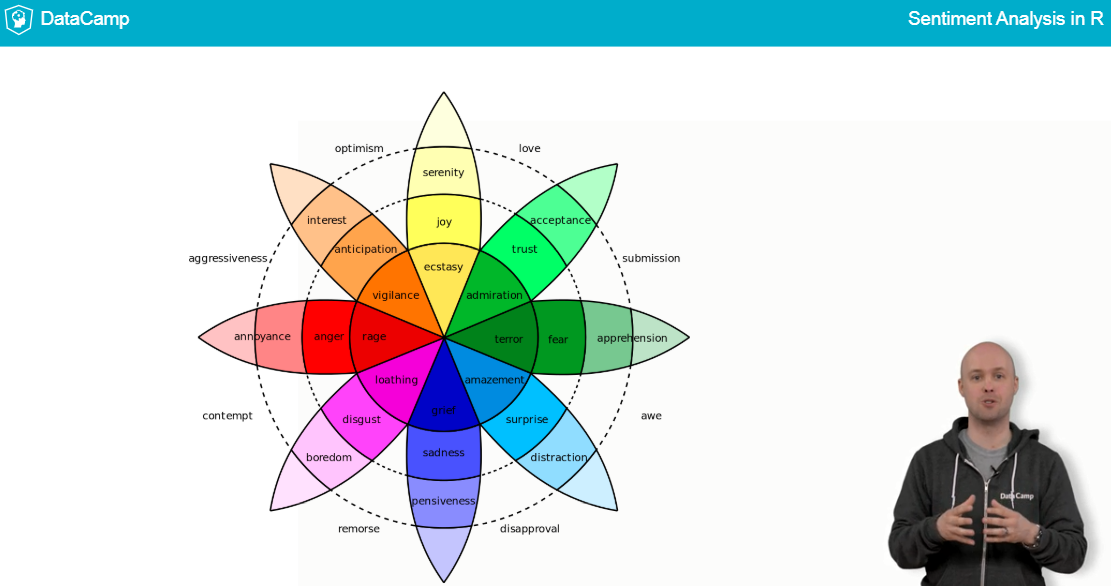 DataCamp
Sentiment Analysis in R
optimism
love
serenity
interest
acceptance
joy
anticipation
trust
aggressiveness
submission
ecstasy
vigilance
admiration
annoyance
anger
rage
terror
fear
apprehension
loathing
amazement
grief
contempt
disgust
surprise
awe
sadness
boredom
distraction
DataCamp
pensiveness
remorse
disapproval